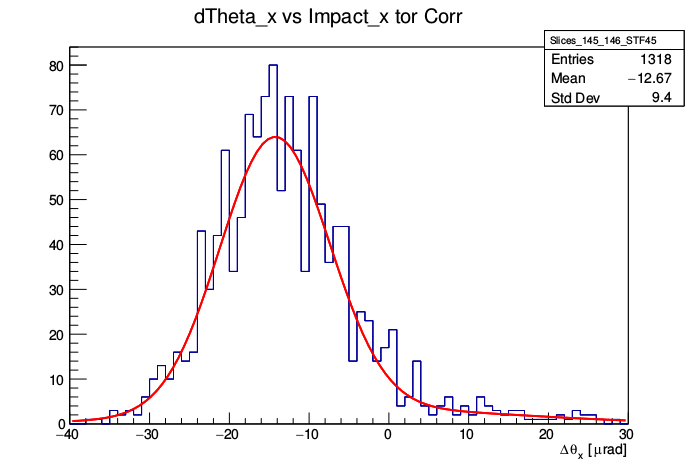 dTheta_x vs Impact_x tor Corr
Slices_145_146_STF45
Entries 1318
Mean −12.67
Std Dev 9.4
80
70
60
50
40
30
20
10
0
−40 −30 −20 −10 0 10 20 30
Δθx [μrad]